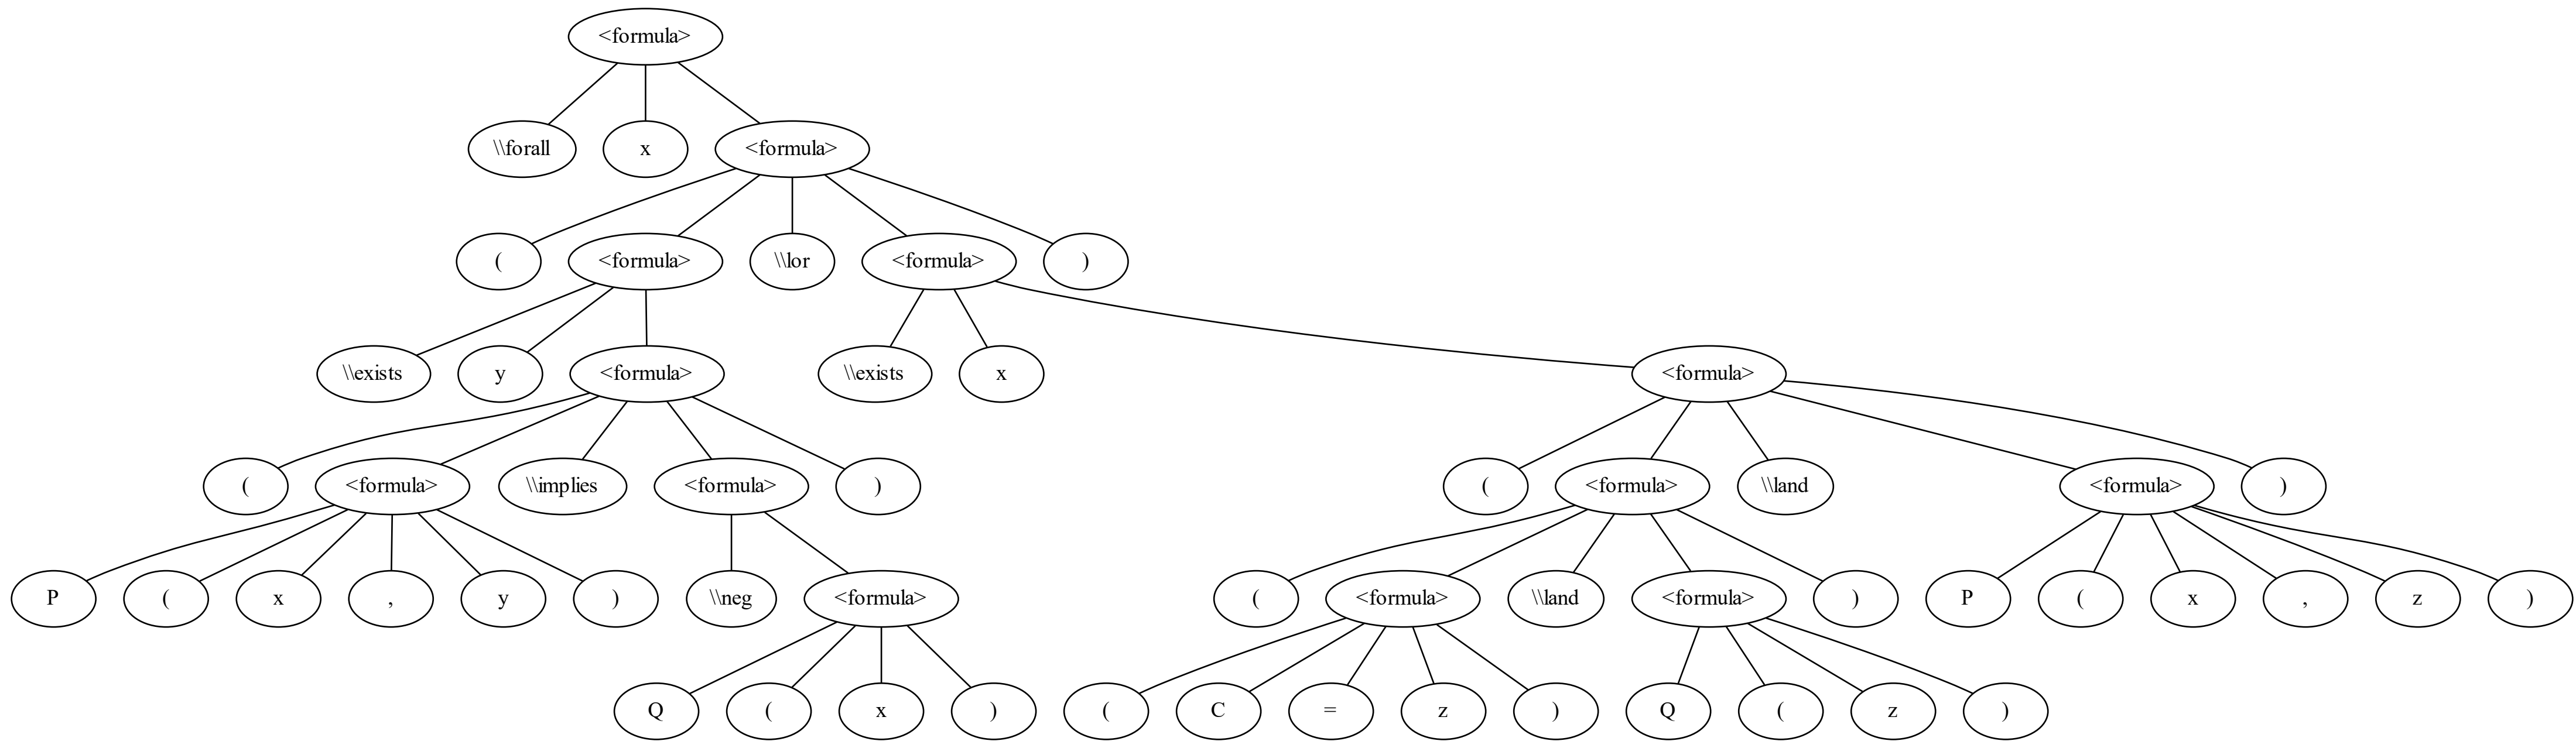 <formula>
\\forall x <formula>
( <formula> \\lor <formula> )
\\exists y <formula> \\exists x <formula>
( <formula> \\implies <formula> ) ( <formula> \\land <formula> )
P ( x , y ) \\neg <formula> ( <formula> \\land <formula> ) P ( x , z )
Q ( x ) ( C = z ) Q ( z )